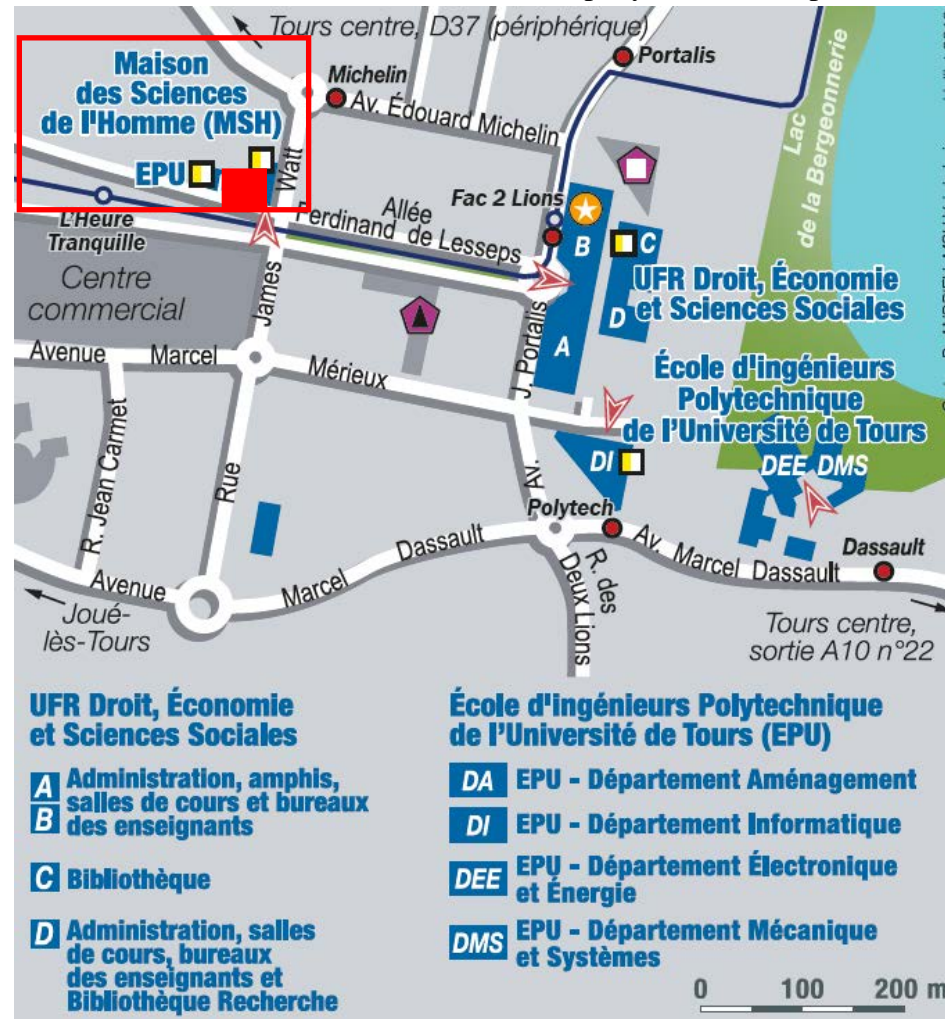 Tours centre, D37 (périphérique)
Portalis
Maison
des Sciences
de l'Homme (MSH)
Michelin
Av. Édouard Michelin
Lac
de la Bergeonnerie
EPU
Watt
L'Heure
Tranquille
Allée
Ferdinand de Lesseps
Fac 2 Lions
B
C
UFR Droit, Économie
et Sciences Sociales
D
A
Centre
commercial
James
J. Portalis
Avenue Marcel Mérieux
École d'ingénieurs
Polytechnique
de l'Université de Tours
DI
DEE DMS
R. Jean Carmet
Rue
Av.
Polytech
Avenue Marcel Dassault
Av. Marcel Dassault
Dassault
R. des
Deux Lions
Joué-
lès-Tours
Tours centre,
sortie A10 n°22
UFR Droit, Économie
et Sciences Sociales
A Administration, amphis,
salles de cours et bureaux
B des enseignants
C Bibliothèque
D Administration, salles
de cours, bureaux
des enseignants et
Bibliothèque Recherche
École d'ingénieurs Polytechnique
de l'Université de Tours (EPU)
DA EPU - Département Aménagement
DI EPU - Département Informatique
DEE EPU - Département Électronique
et Énergie
DMS EPU - Département Mécanique
et Systèmes
0 100 200 m